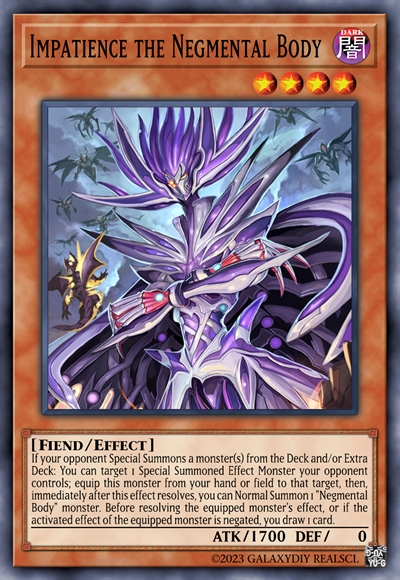 Impatience the Negmental Body
DARK
闇
[Fiend/Effect]
If your opponent Special Summons a monster(s) from the Deck and/or Extra
Deck: You can target 1 Special Summoned Effect Monster your opponent
controls; equip this monster from your hand or field to that target, then,
immediately after this effect resolves, you can Normal Summon 1 "Negmental
Body" monster. Before resolving the equipped monster's effect, or if the
activated effect of the equipped monster is negated, you draw 1 card.
ATK/1700 DEF/ 0
©2023 GALAXYDIY REALSCL